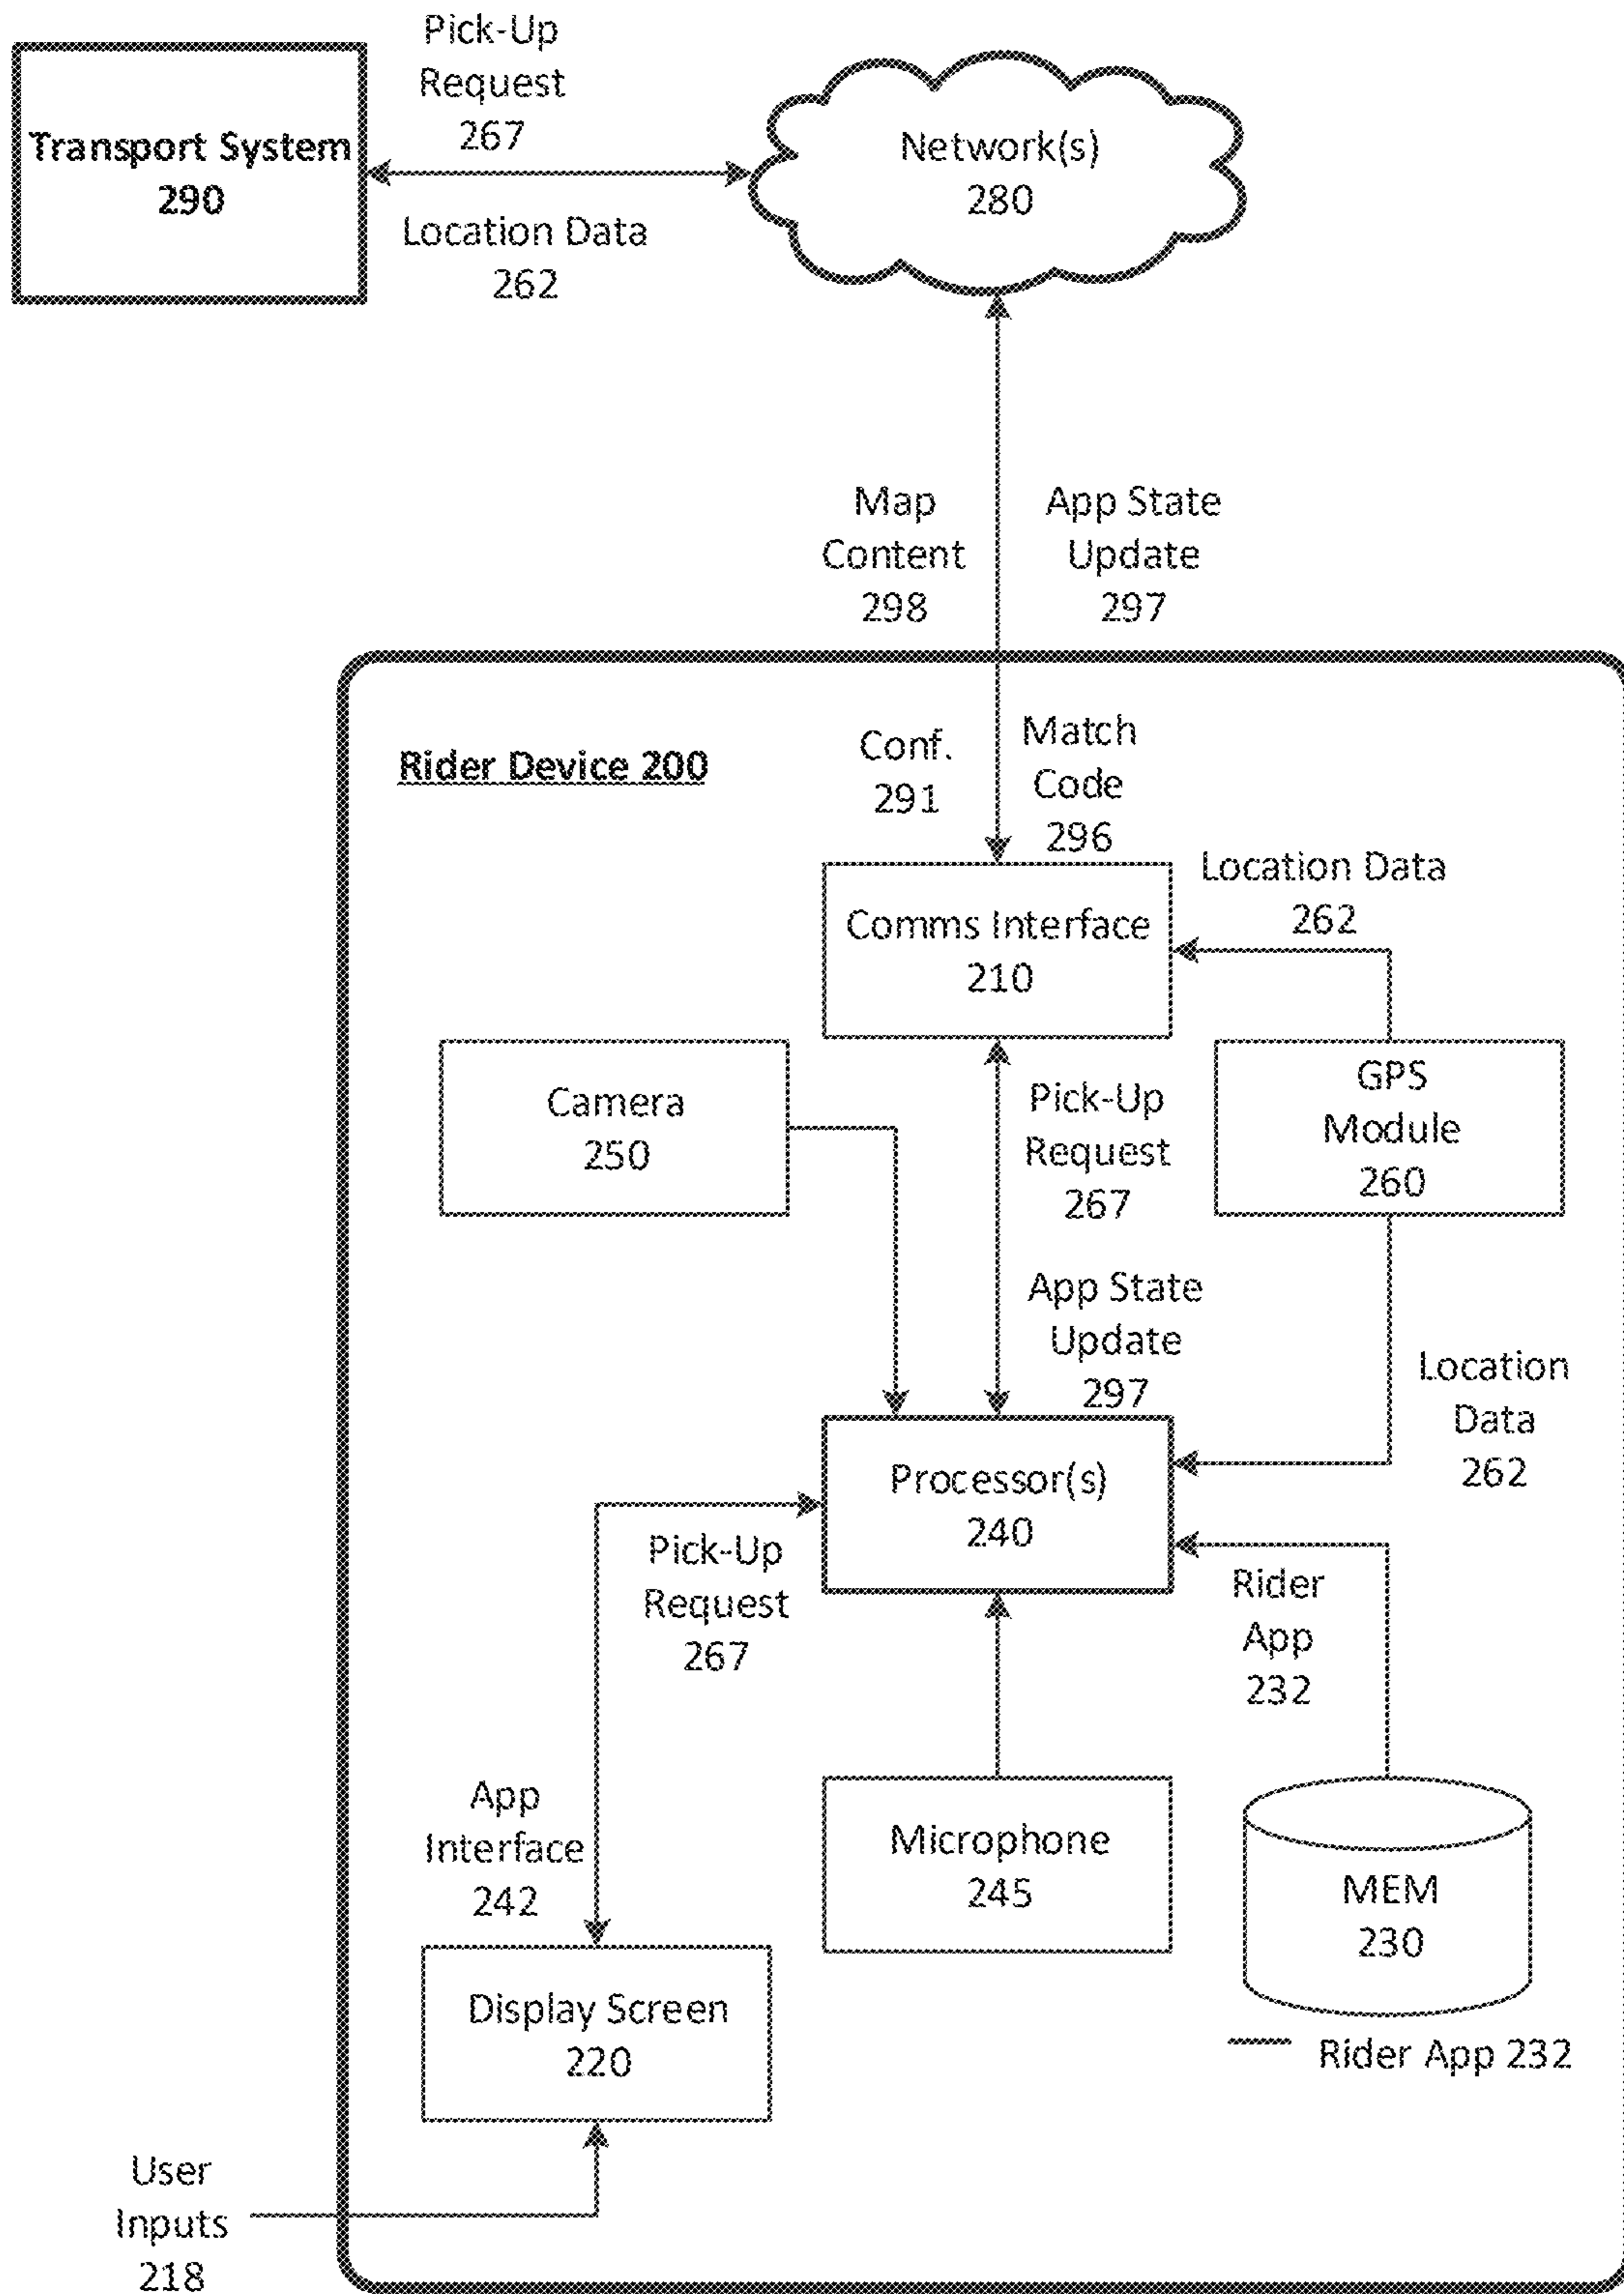 Pick-Up
Request
267
Transport System
290
Network(s)
280
Location Data
262
Map
Content
298
App State
Update
297
Rider Device 200
Conf.
291
Match
Code
296
Location Data
262
Comms Interface
210
Camera
250
Pick-Up
Request
267
GPS
Module
260
App State
Update
297
Location
Data
262
Processor(s)
240
Pick-Up
Request
267
Rider
App
232
App
Interface
242
Microphone
245
MEM
230
Display Screen
220
Rider App 232
User
Inputs
218